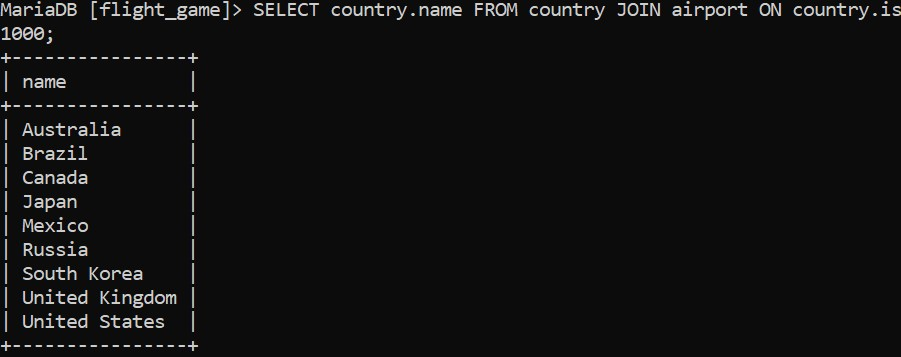 MariaDB [flight_game]> SELECT country.name FROM country JOIN airport ON country.is
1000;
+----------------+
| name           |
+----------------+
| Australia      |
| Brazil         |
| Canada         |
| Japan          |
| Mexico         |
| Russia         |
| South Korea    |
| United Kingdom |
| United States  |
+----------------+